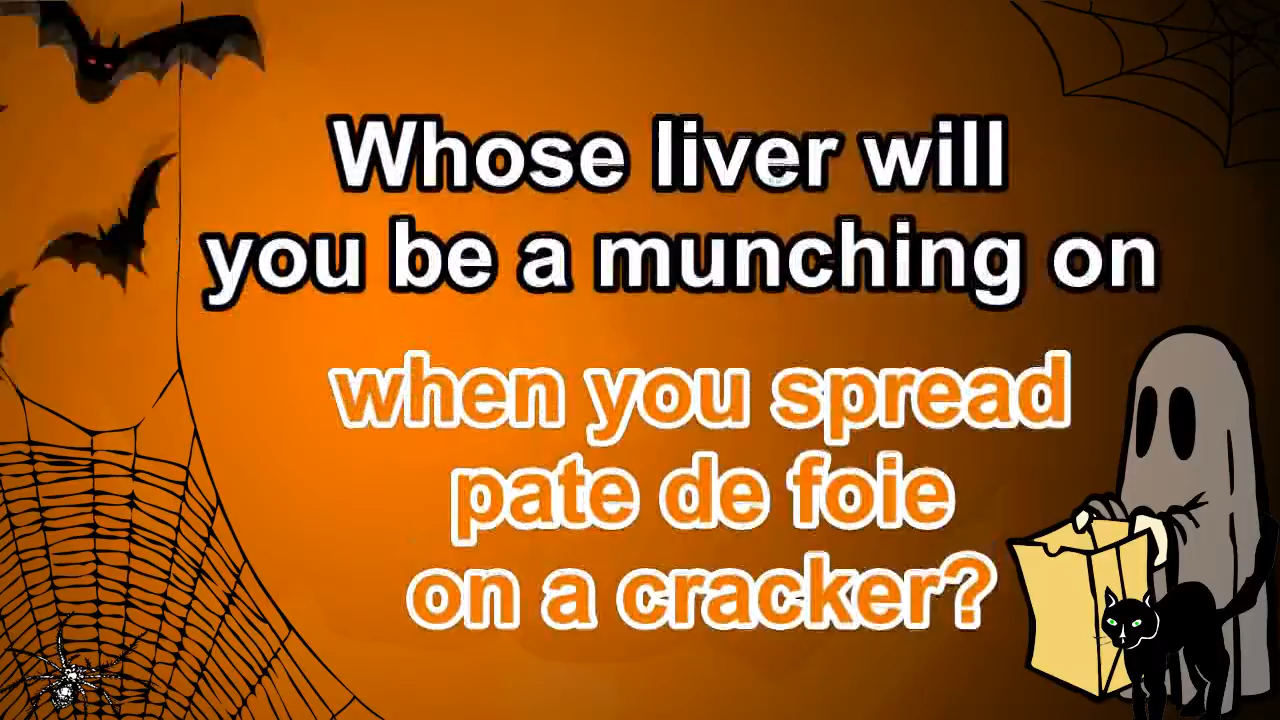 Whose liver will
you be a munching on
when you spread
pate de foie
on a cracker?